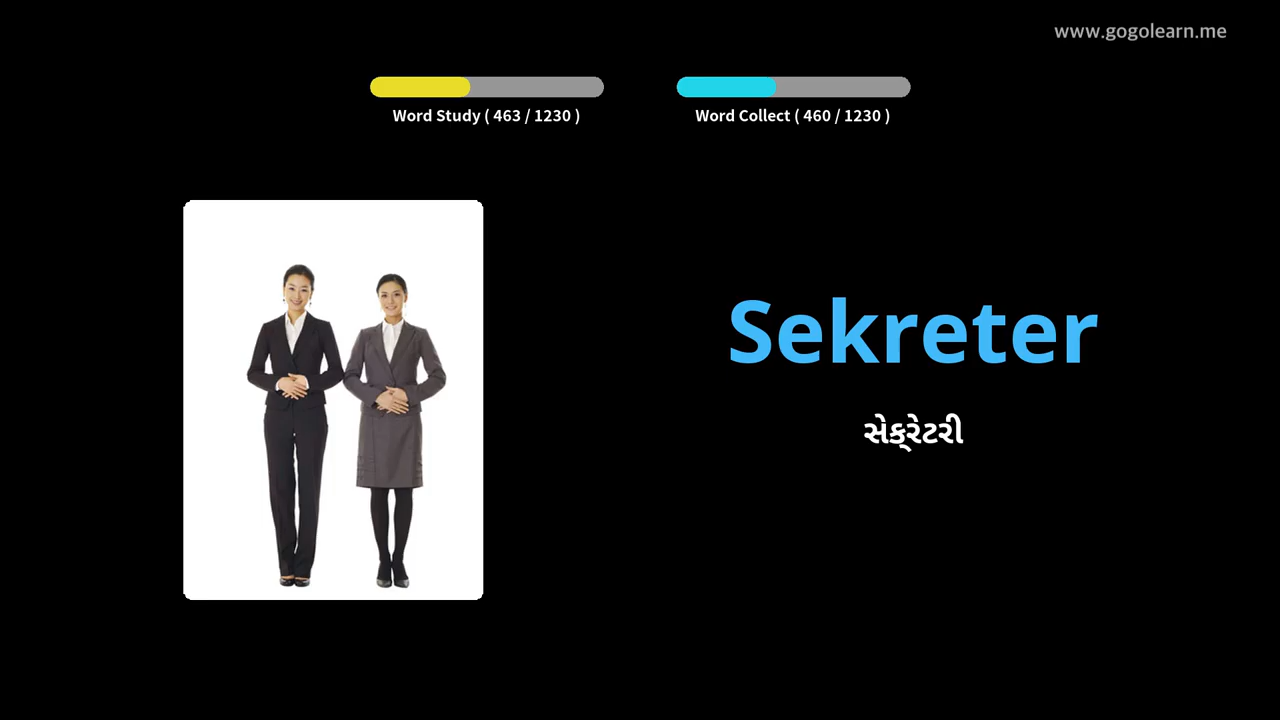 www.gogolearn.me
Word Study ( 463 / 1230 )
Word Collect ( 460 / 1230 )
Sekreter
સેક્રેટરી